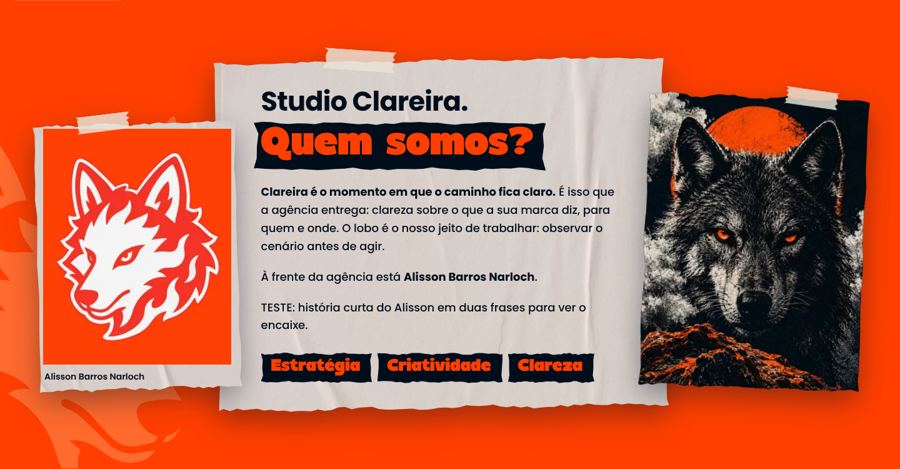 Studio Clareira.
Quem somos?
Clareira é o momento em que o caminho fica claro. É isso que
a agência entrega: clareza sobre o que a sua marca diz, para
quem e onde. O lobo é o nosso jeito de trabalhar: observar o
cenário antes de agir.
À frente da agência está Alisson Barros Narloch.
TESTE: história curta do Alisson em duas frases para ver o
encaixe.
Estratégia
Criatividade
Clareza
Alisson Barros Narloch